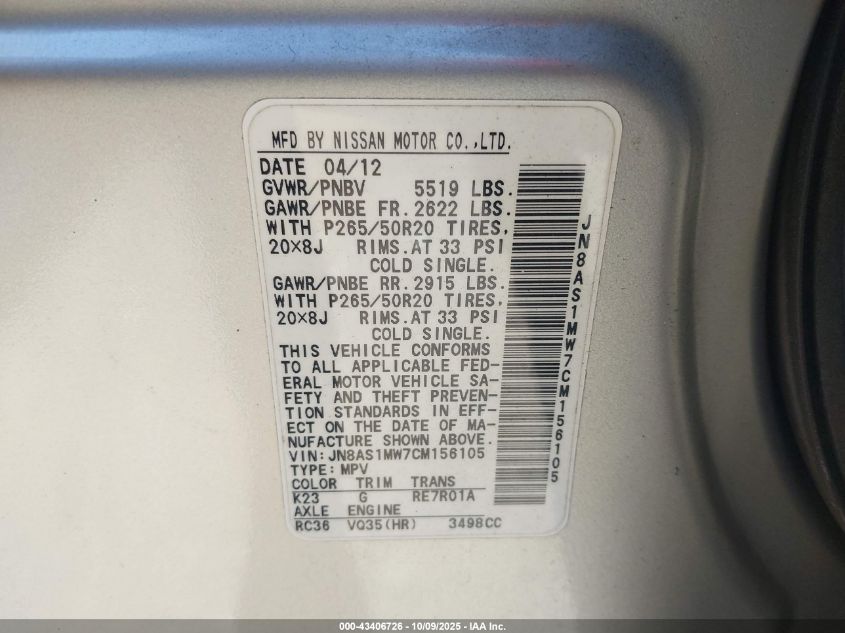 MFD BY NISSAN MOTOR CO.,LTD.
DATE 04/12
GVWR/PNBV 5519 LBS.
GAWR/PNBE FR. 2622 LBS.
WITH P265/50R20 TIRES,
20×8J RIMS. AT 33 PSI
COLD SINGLE.
GAWR/PNBE RR. 2915 LBS.
WITH P265/50R20 TIRES.
20×8J RIMS. AT 33 PSI
COLD SINGLE.
THIS VEHICLE CONFORMS
TO ALL APPLICABLE FED-
ERAL MOTOR VEHICLE SA-
FETY AND THEFT PREVEN-
TION STANDARDS IN EFF-
ECT ON THE DATE OF MA-
NUFACTURE SHOWN ABOVE.
VIN: JN8AS1MW7CM156105
TYPE: MPV
COLOR TRIM TRANS
K23 G RE7R01A
AXLE ENGINE
RC36 VQ35(HR) 3498CC
JN8AS1MW7CM156105
000-43406726 - 10/09/2025 - IAA Inc.